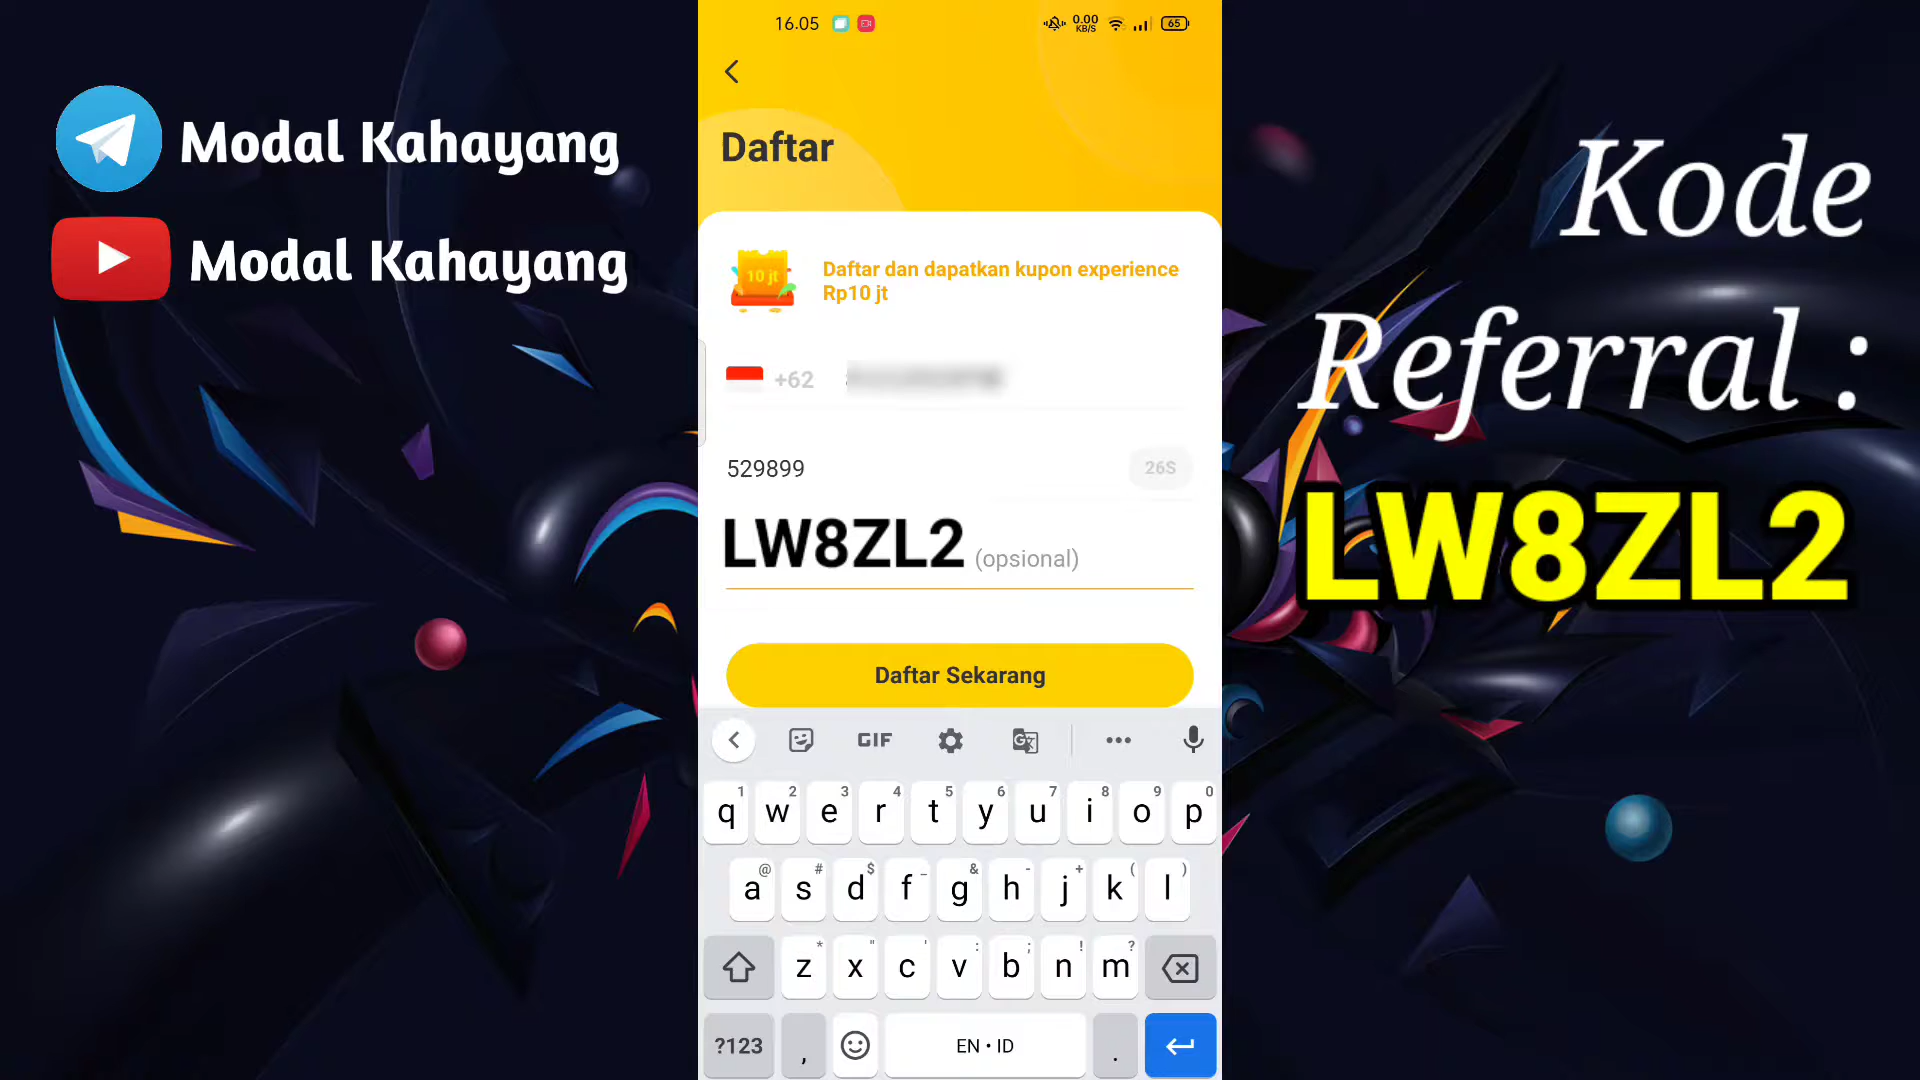 Modal Kahayang
Modal Kahayang
16.05
0.00
KB/S
65
Daftar
10 jt
Daftar dan dapatkan kupon experience
Rp10 jt
+62
529899
26S
LW8ZL2 (opsional)
Daftar Sekarang
GIF
1 2 3 4 5 6 7 8 9 0
q w e r t y u i o p
@ # $ _ & - + ( )
a s d f g h j k l
* " ' : ; ! ?
z x c v b n m
?123 , EN • ID .
Kode
Referral :
LW8ZL2